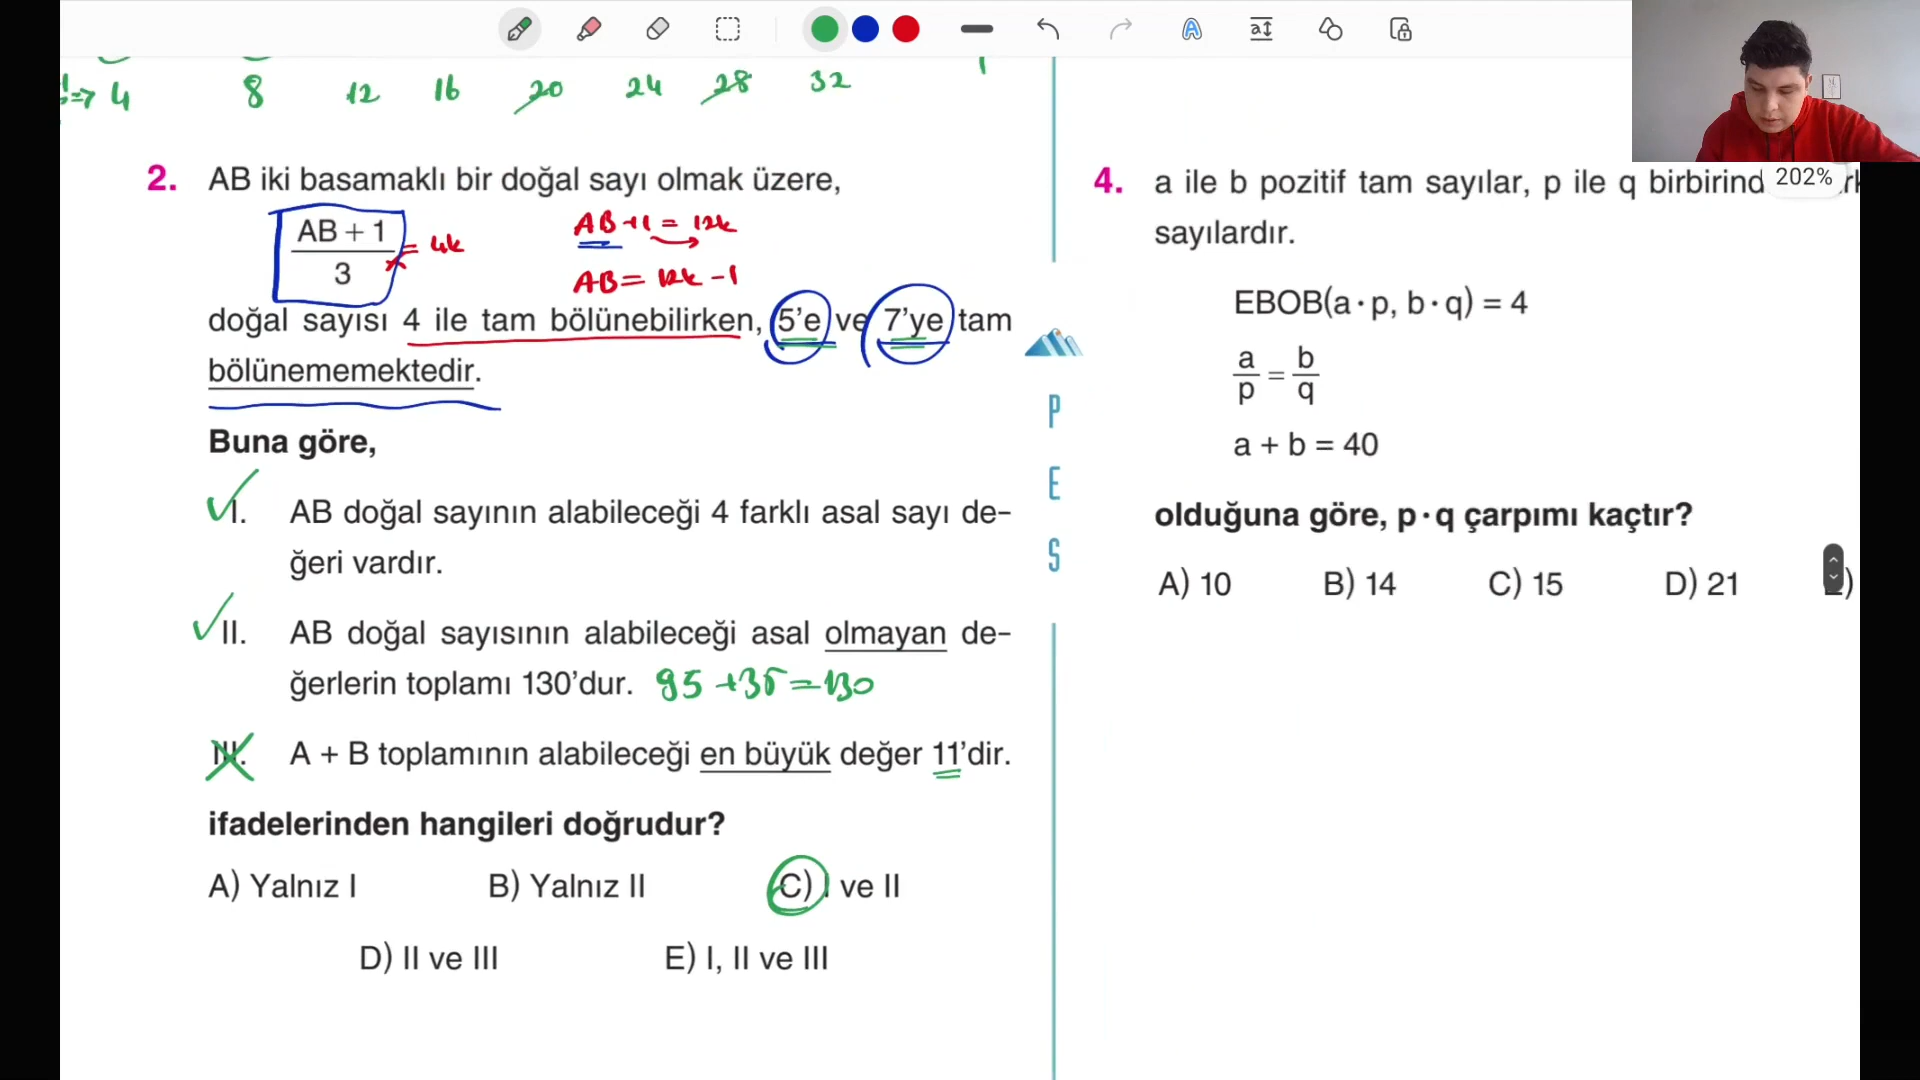 4 8 12 16 20 24 28 32
2. AB iki basamaklı bir doğal sayı olmak üzere,
AB + 1
3
= 4k
AB+1 = 12k
AB = 12k - 1
doğal sayısı 4 ile tam bölünebilirken, 5'e ve 7'ye tam
bölünememektedir.
Buna göre,
I. AB doğal sayının alabileceği 4 farklı asal sayı de-
ğeri vardır.
II. AB doğal sayısının alabileceği asal olmayan de-
ğerlerin toplamı 130'dur. 95 + 35 = 130
III. A + B toplamının alabileceği en büyük değer 11'dir.
ifadelerinden hangileri doğrudur?
A) Yalnız I B) Yalnız II C) I ve II
D) II ve III E) I, II ve III
P
E
S
202%
4. a ile b pozitif tam sayılar, p ile q
sayılardır.
EBOB(a · p, b · q) = 4
a/p = b/q
a + b = 40
olduğuna göre, p · q çarpımı kaçtır?
A) 10 B) 14 C) 15 D) 21